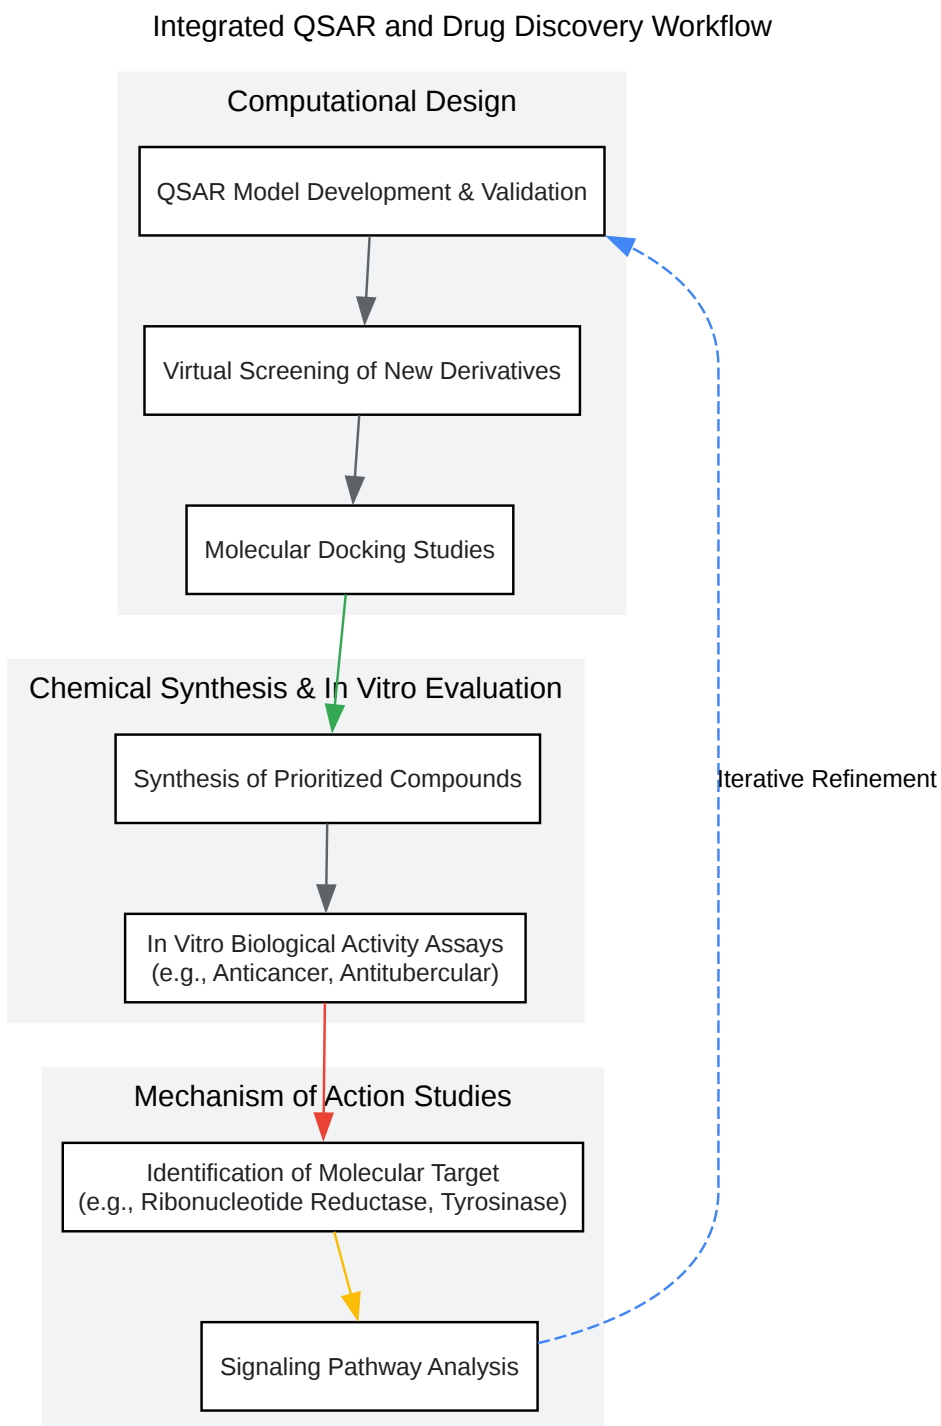 Integrated QSAR and Drug Discovery Workflow
Computational Design
QSAR Model Development & Validation
Virtual Screening of New Derivatives
Molecular Docking Studies
Chemical Synthesis & In Vitro Evaluation
Synthesis of Prioritized Compounds
Iterative Refinement
In Vitro Biological Activity Assays
(e.g., Anticancer, Antitubercular)
Mechanism of Action Studies
Identification of Molecular Target
(e.g., Ribonucleotide Reductase, Tyrosinase)
Signaling Pathway Analysis